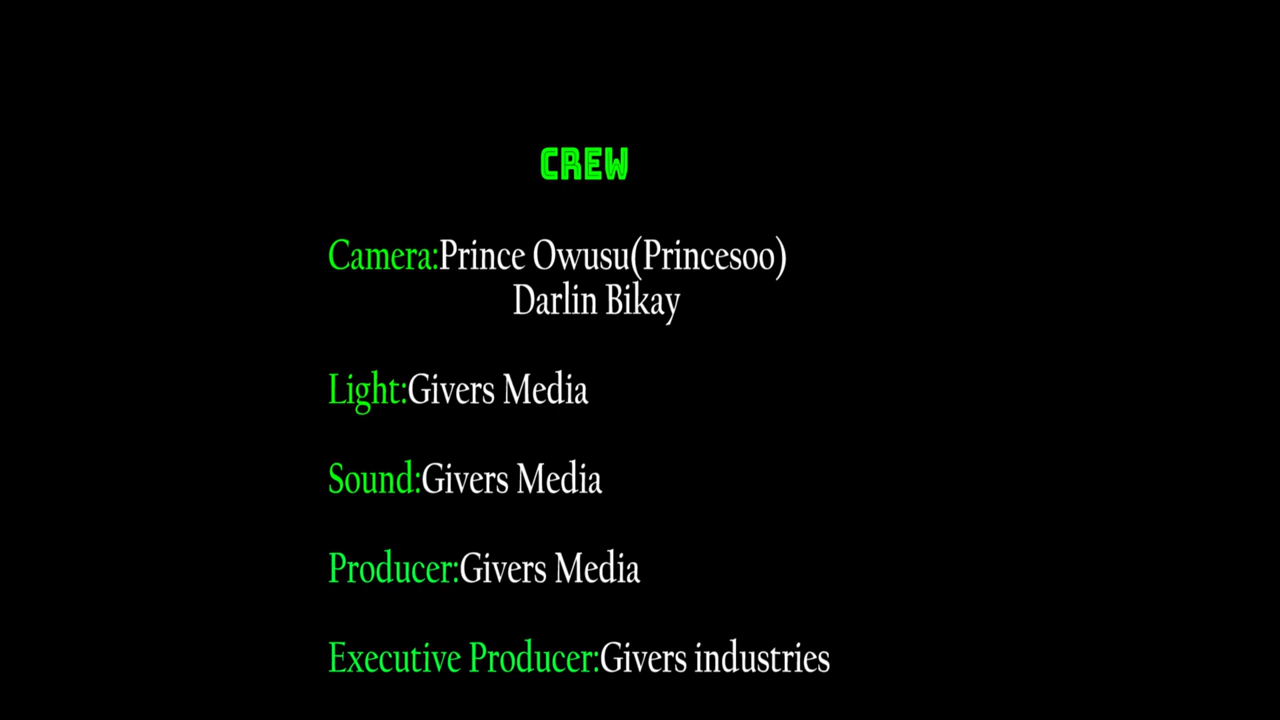 CREW
Camera:Prince Owusu(Princesoo)
Darlin Bikay
Light:Givers Media
Sound:Givers Media
Producer:Givers Media
Executive Producer:Givers industries